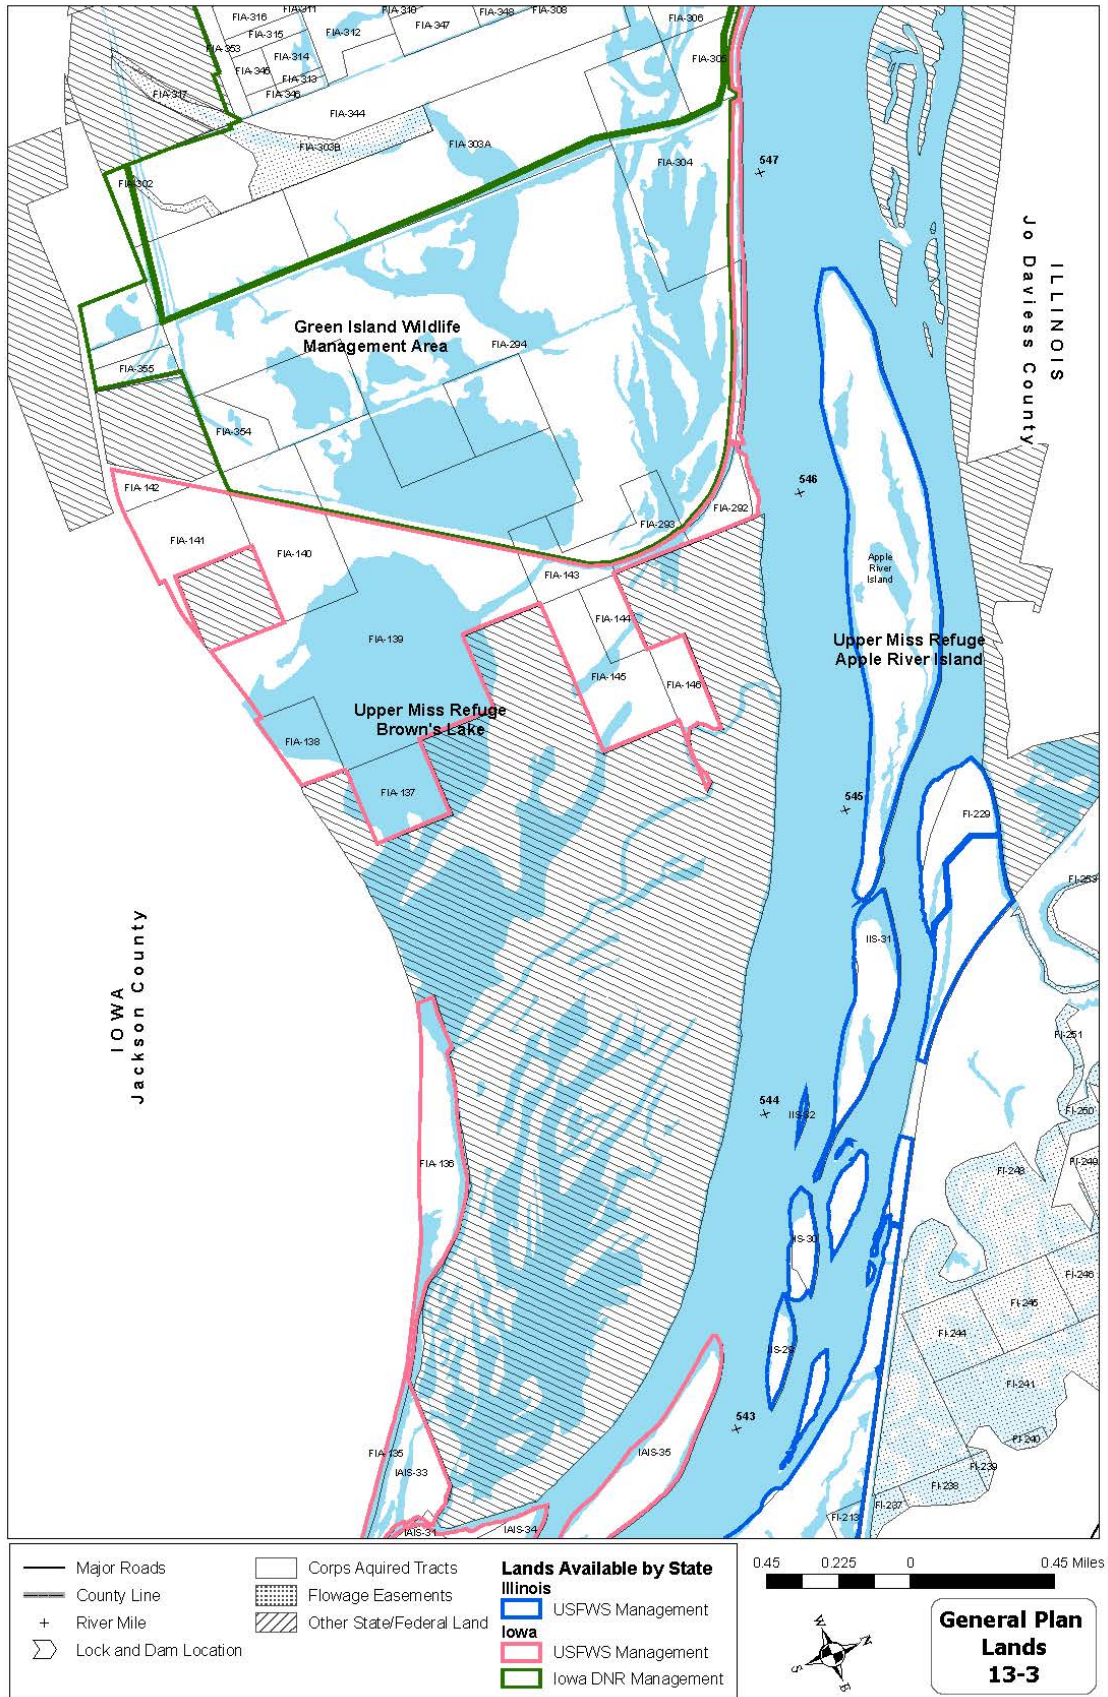 FIA-316
FIA-311
FIA-310
FIA-348
FIA-308
FIA-306
FIA-315
FIA-312
FIA-347
FIA-353
FIA-314
FIA-346
FIA-313
FIA-305
FIA-317
FIA-346
FIA-344
FIA-303B
FIA-303A
FIA-304
547
FIA-302
ILLINOIS
Jo Daviess County
Green Island Wildlife
Management Area
FIA-294
FIA-355
FIA-354
546
FIA-142
FIA-292
FIA-293
FIA-141
FIA-140
Apple
River
Island
FIA-143
FIA-144
FIA-139
Upper Miss Refuge
Apple River Island
FIA-145
FIA-146
Upper Miss Refuge
Brown's Lake
FIA-138
FIA-137
545
FI-229
FI-253
IIS-31
IOWA
Jackson County
FI-251
544
IIS-32
FI-250
FIA-136
FI-248
FI-249
IIS-30
FI-246
FI-245
FI-244
IIS-29
FI-241
543
FI-240
FIA-135
IAIS-35
FI-239
IAIS-33
FI-238
FI-237
FI-213
IAIS-31
IAIS-34
Major Roads
County Line
River Mile
Lock and Dam Location
Corps Aquired Tracts
Flowage Easements
Other State/Federal Land
Lands Available by State
Illinois
USFWS Management
Iowa
USFWS Management
Iowa DNR Management
0.45 0.225 0 0.45 Miles
W
N
S
E
General Plan
Lands
13-3